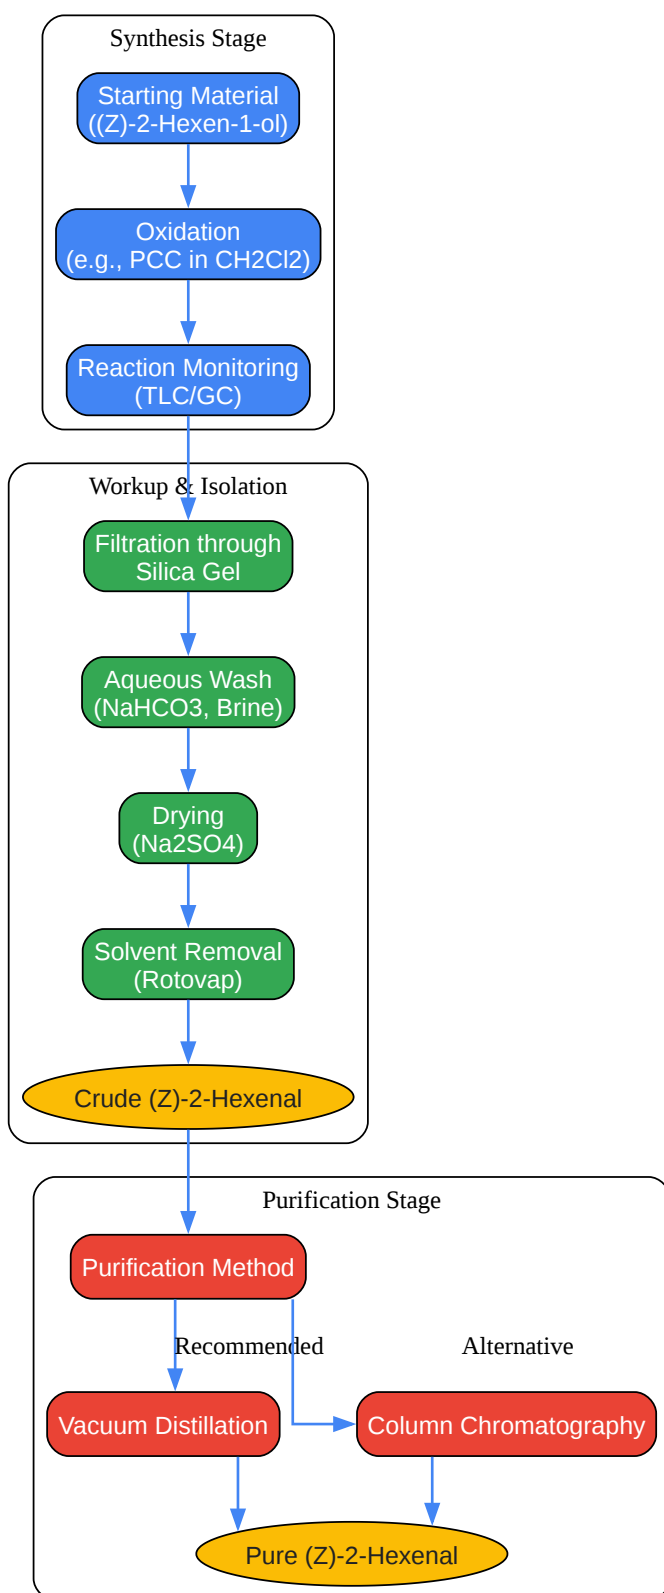 Synthesis Stage
Starting Material
((Z)-2-Hexen-1-ol)
Oxidation
(e.g., PCC in CH2Cl2)
Reaction Monitoring
(TLC/GC)
Workup & Isolation
Filtration through
Silica Gel
Aqueous Wash
(NaHCO3, Brine)
Drying
(Na2SO4)
Solvent Removal
(Rotovap)
Crude (Z)-2-Hexenal
Purification Stage
Purification Method
Recommended
Alternative
Vacuum Distillation
Column Chromatography
Pure (Z)-2-Hexenal